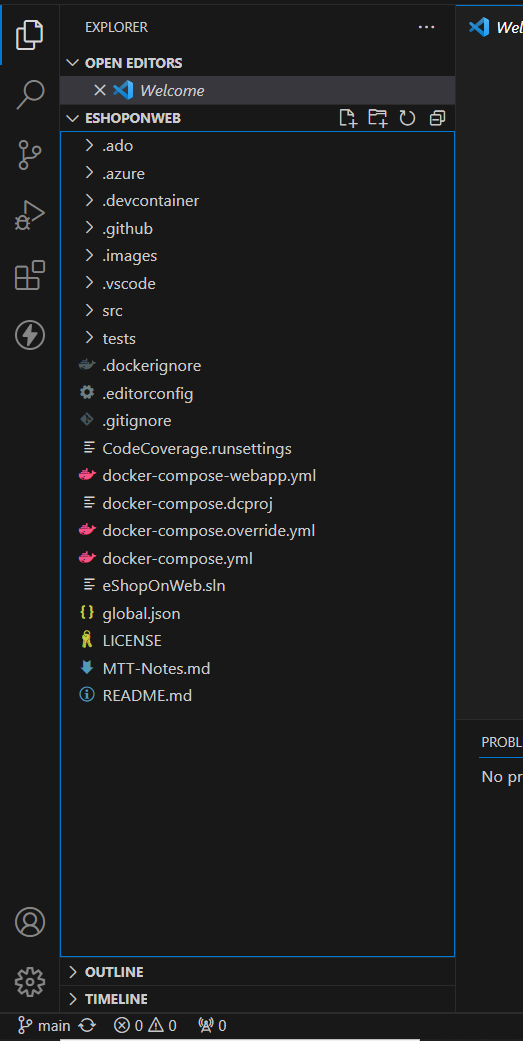 EXPLORER
Wel
OPEN EDITORS
Welcome
ESHOPONWEB
.ado
.azure
.devcontainer
.github
.images
.vscode
src
tests
.dockerignore
.editorconfig
.gitignore
CodeCoverage.runsettings
docker-compose-webapp.yml
docker-compose.dcproj
docker-compose.override.yml
docker-compose.yml
eShopOnWeb.sln
global.json
LICENSE
MTT-Notes.md
README.md
PROBL
No pr
OUTLINE
TIMELINE
main 0 0 0